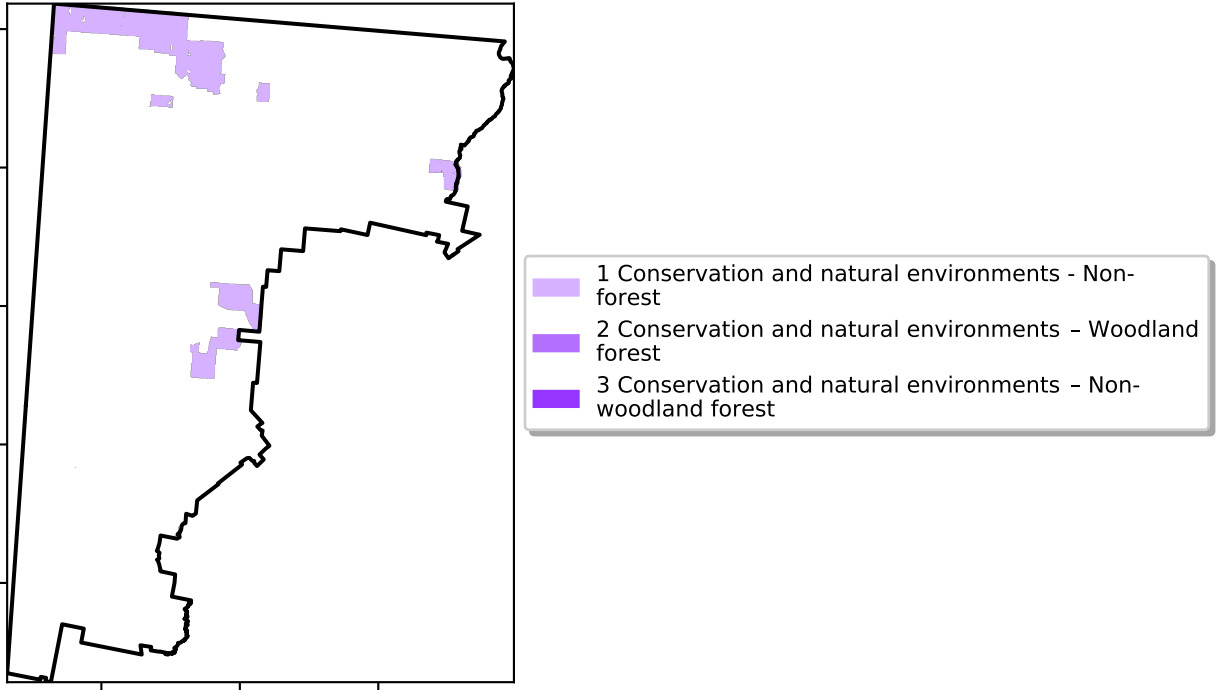 1 Conservation and natural environments - Non-
forest
2 Conservation and natural environments – Woodland
forest
3 Conservation and natural environments – Non-
woodland forest